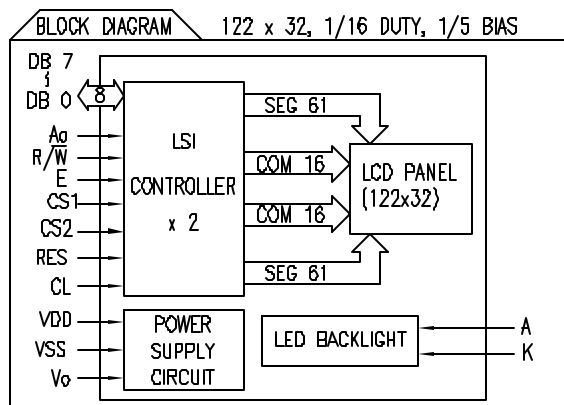 BLOCK DIAGRAM
122 x 32, 1/16 DUTY, 1/5 BIAS
DB 7
DB 0
8
A0
R/W
E
CS1
CS2
RES
CL
LSI
CONTROLLER
x 2
SEG 61
COM 16
COM 16
SEG 61
LCD PANEL
(122x32)
VDD
VSS
Vo
POWER
SUPPLY
CIRCUIT
LED BACKLIGHT
A
K